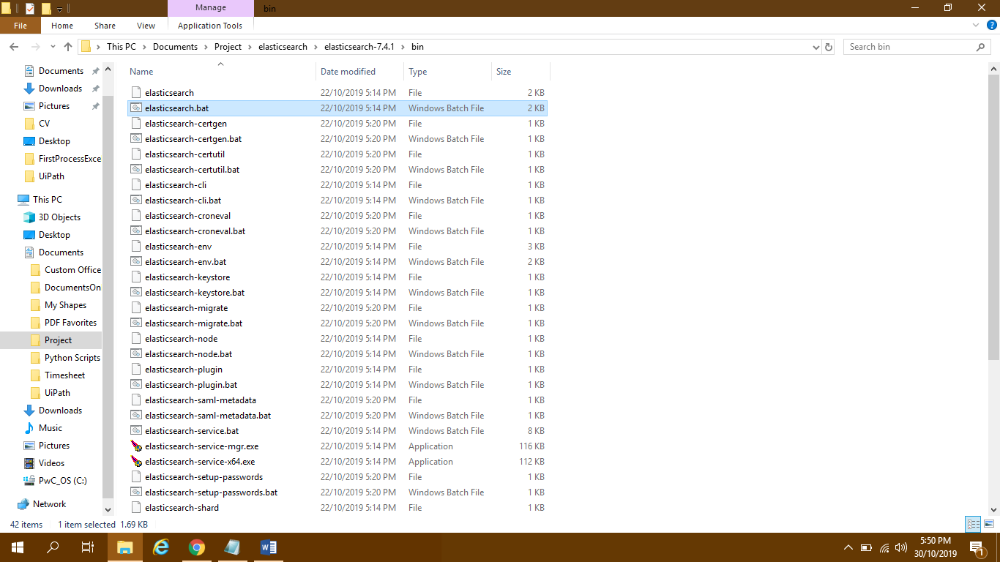 Manage
bin
File
Home
Share
View
Application Tools
This PC
Documents
Project
elasticsearch
elasticsearch-7.4.1
bin
Search bin
Documents
Downloads
Pictures
CV
Desktop
FirstProcessExce
UiPath
This PC
3D Objects
Desktop
Documents
Custom Office
DocumentsOn
My Shapes
PDF Favorites
Project
Python Scripts
Timesheet
UiPath
Downloads
Music
Pictures
Videos
PwC_OS (C:)
Network
Name Date modified Type Size
elasticsearch 22/10/2019 5:14 PM File 2 KB
elasticsearch.bat 22/10/2019 5:14 PM Windows Batch File 2 KB
elasticsearch-certgen 22/10/2019 5:20 PM File 1 KB
elasticsearch-certgen.bat 22/10/2019 5:20 PM Windows Batch File 1 KB
elasticsearch-certutil 22/10/2019 5:20 PM File 1 KB
elasticsearch-certutil.bat 22/10/2019 5:20 PM Windows Batch File 1 KB
elasticsearch-cli 22/10/2019 5:14 PM File 1 KB
elasticsearch-cli.bat 22/10/2019 5:14 PM Windows Batch File 1 KB
elasticsearch-croneval 22/10/2019 5:20 PM File 1 KB
elasticsearch-croneval.bat 22/10/2019 5:20 PM Windows Batch File 1 KB
elasticsearch-env 22/10/2019 5:14 PM File 3 KB
elasticsearch-env.bat 22/10/2019 5:14 PM Windows Batch File 2 KB
elasticsearch-keystore 22/10/2019 5:14 PM File 1 KB
elasticsearch-keystore.bat 22/10/2019 5:14 PM Windows Batch File 1 KB
elasticsearch-migrate 22/10/2019 5:20 PM File 1 KB
elasticsearch-migrate.bat 22/10/2019 5:20 PM Windows Batch File 1 KB
elasticsearch-node 22/10/2019 5:14 PM File 1 KB
elasticsearch-node.bat 22/10/2019 5:14 PM Windows Batch File 1 KB
elasticsearch-plugin 22/10/2019 5:14 PM File 1 KB
elasticsearch-plugin.bat 22/10/2019 5:14 PM Windows Batch File 1 KB
elasticsearch-saml-metadata 22/10/2019 5:20 PM File 1 KB
elasticsearch-saml-metadata.bat 22/10/2019 5:20 PM Windows Batch File 1 KB
elasticsearch-service.bat 22/10/2019 5:14 PM Windows Batch File 8 KB
elasticsearch-service-mgr.exe 22/10/2019 5:14 PM Application 116 KB
elasticsearch-service-x64.exe 22/10/2019 5:14 PM Application 112 KB
elasticsearch-setup-passwords 22/10/2019 5:20 PM File 1 KB
elasticsearch-setup-passwords.bat 22/10/2019 5:20 PM Windows Batch File 1 KB
elasticsearch-shard 22/10/2019 5:14 PM File 1 KB
42 items 1 item selected 1.69 KB
5:50 PM
30/10/2019
1